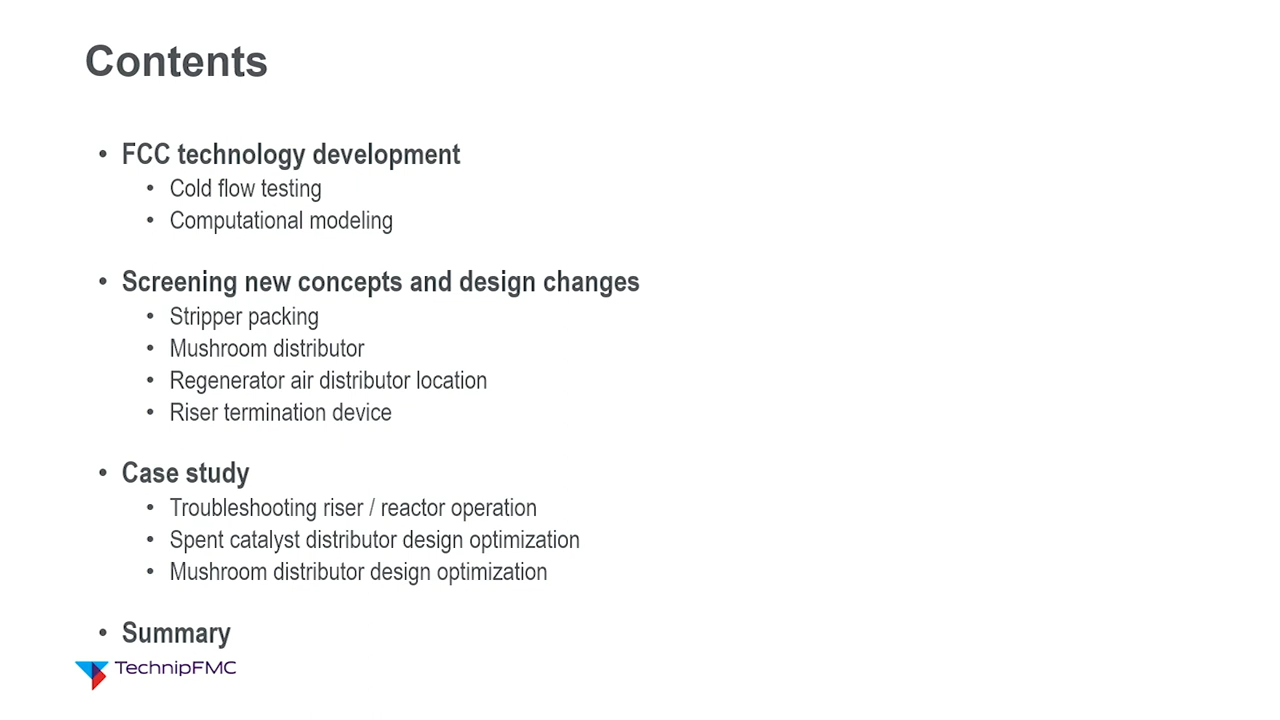 Contents
• FCC technology development
• Cold flow testing
• Computational modeling
• Screening new concepts and design changes
• Stripper packing
• Mushroom distributor
• Regenerator air distributor location
• Riser termination device
• Case study
• Troubleshooting riser / reactor operation
• Spent catalyst distributor design optimization
• Mushroom distributor design optimization
• Summary
TechnipFMC